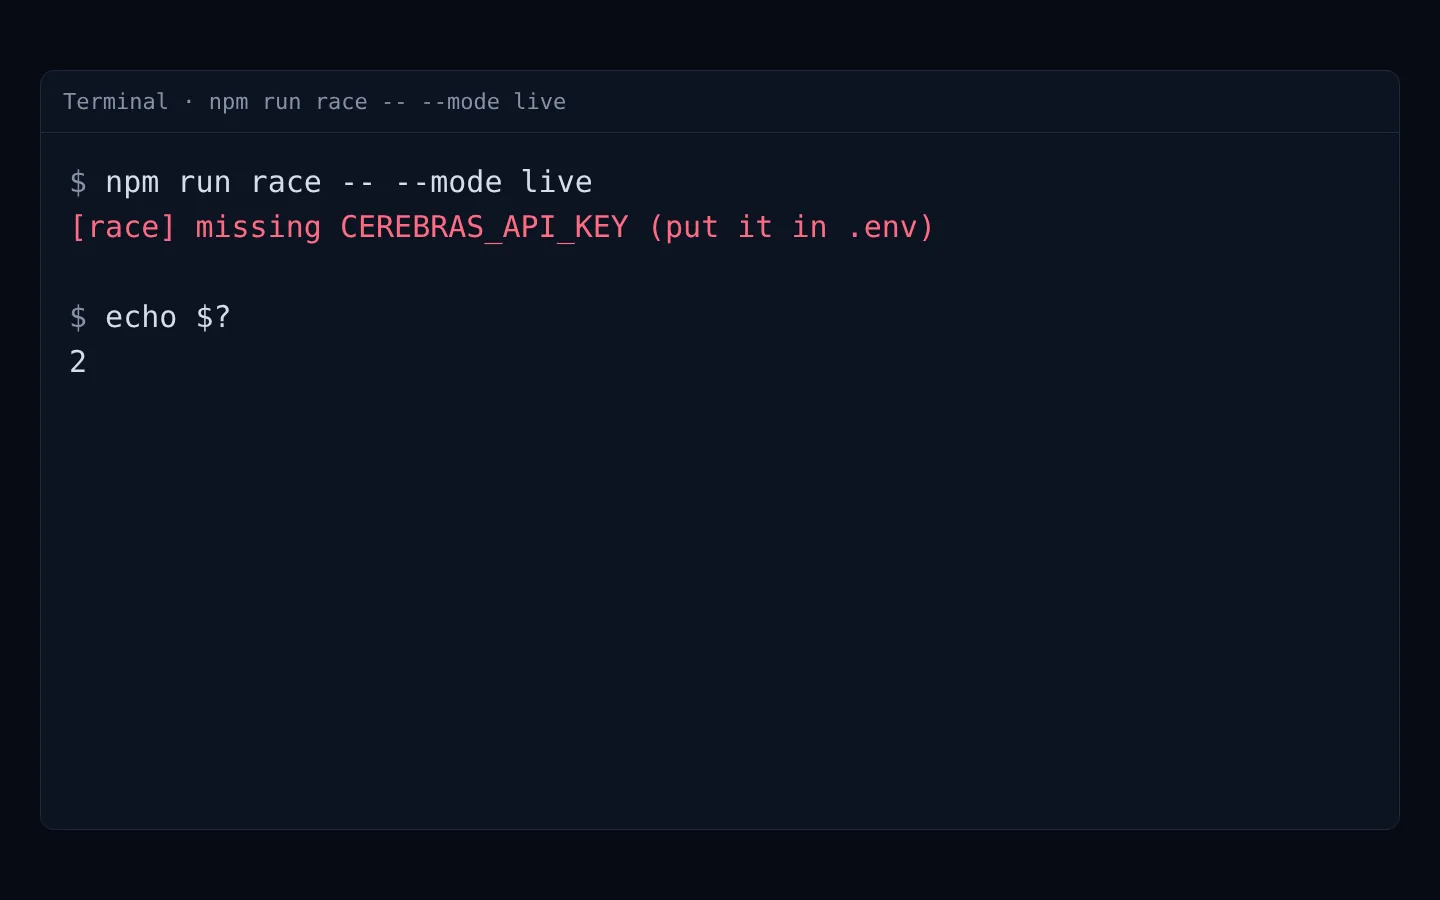 Terminal · npm run race -- --mode live
$ npm run race -- --mode live
[race] missing CEREBRAS_API_KEY (put it in .env)
$ echo $?
2